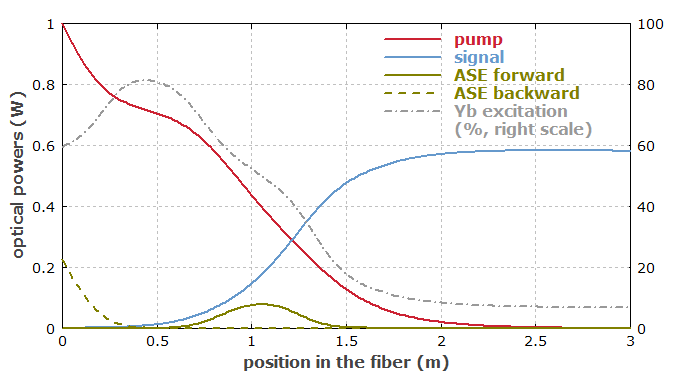 1
0.8
0.6
0.4
0.2
0
100
80
60
40
20
0
0
0.5
1
1.5
2
2.5
3
optical powers (W)
position in the fiber (m)
pump
signal
ASE forward
ASE backward
Yb excitation
(%, right scale)